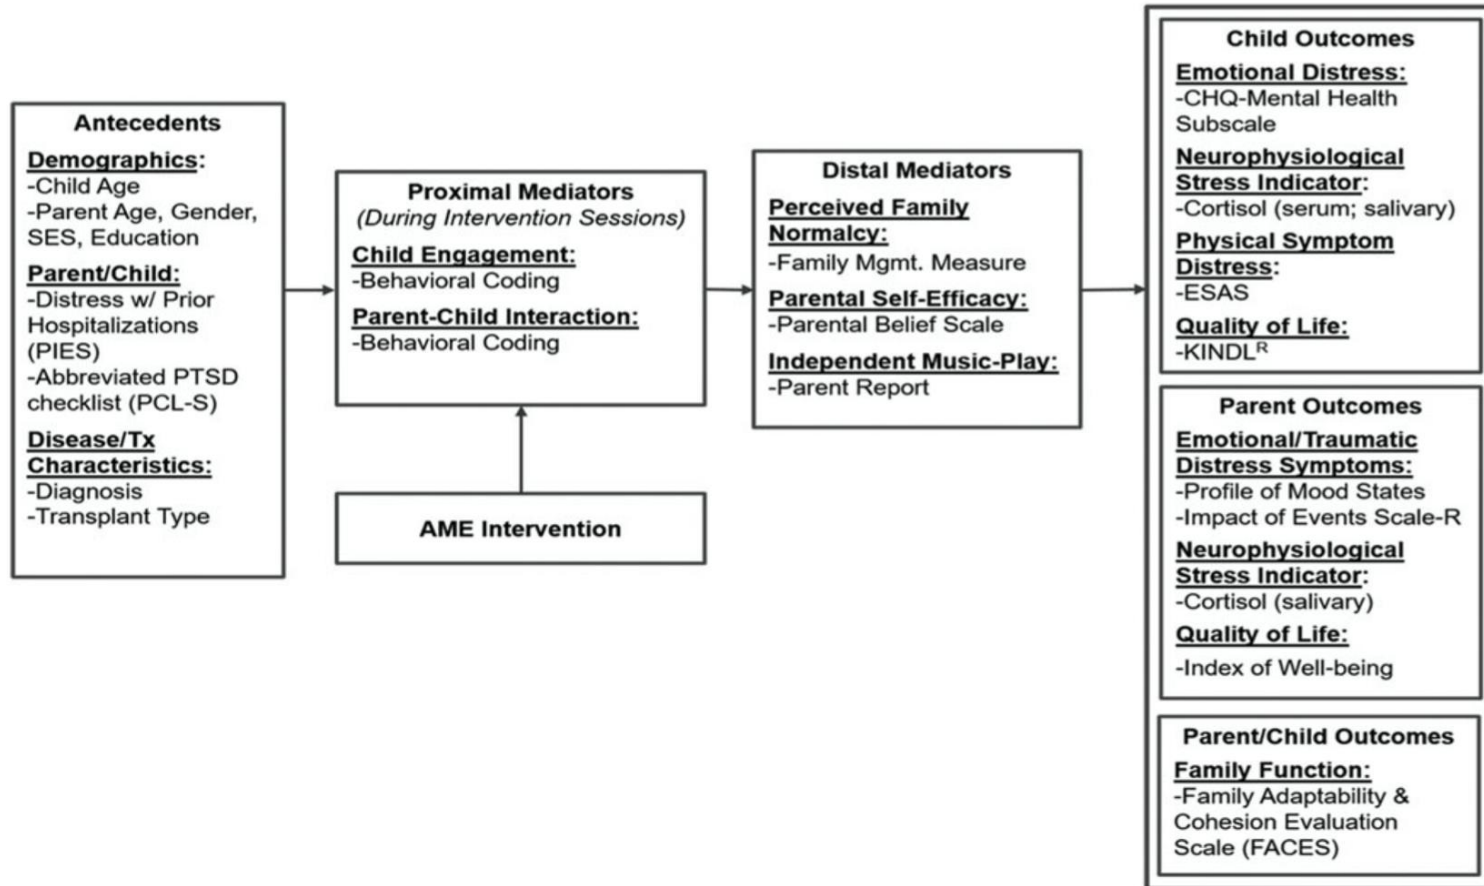 Antecedents
Demographics:
-Child Age
-Parent Age, Gender,
SES, Education
Parent/Child:
-Distress w/ Prior
Hospitalizations
(PIES)
-Abbreviated PTSD
checklist (PCL-S)
Disease/Tx
Characteristics:
-Diagnosis
-Transplant Type
Proximal Mediators
(During Intervention Sessions)
Child Engagement:
-Behavioral Coding
Parent-Child Interaction:
-Behavioral Coding
AME Intervention
Distal Mediators
Perceived Family
Normalcy:
-Family Mgmt. Measure
Parental Self-Efficacy:
-Parental Belief Scale
Independent Music-Play:
-Parent Report
Child Outcomes
Emotional Distress:
-CHQ-Mental Health
Subscale
Neurophysiological
Stress Indicator:
-Cortisol (serum; salivary)
Physical Symptom
Distress:
-ESAS
Quality of Life:
-KINDLᴿ
Parent Outcomes
Emotional/Traumatic
Distress Symptoms:
-Profile of Mood States
-Impact of Events Scale-R
Neurophysiological
Stress Indicator:
-Cortisol (salivary)
Quality of Life:
-Index of Well-being
Parent/Child Outcomes
Family Function:
-Family Adaptability &
Cohesion Evaluation
Scale (FACES)